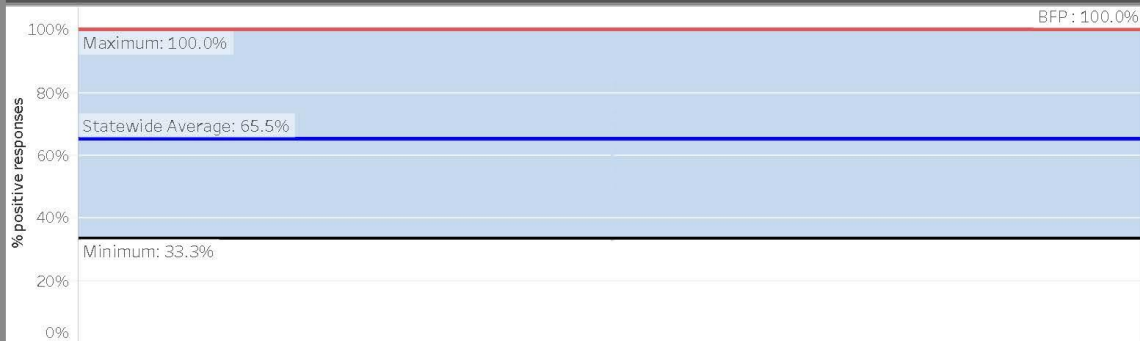 BFP : 100.0%
100%
Maximum: 100.0%
80%
Statewide Average: 65.5%
60%
40%
Minimum: 33.3%
20%
0%
% positive responses